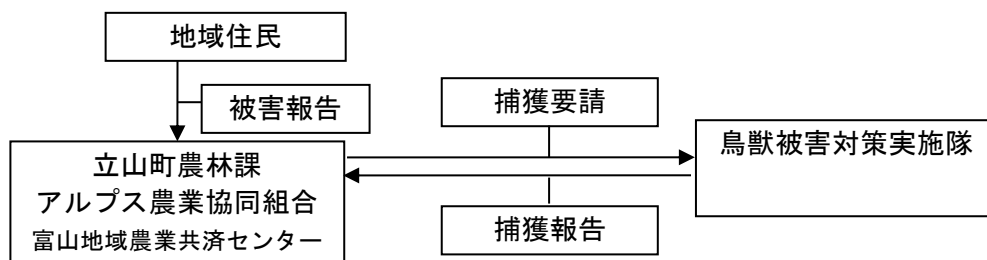 地域住民
被害報告
捕獲要請
立山町農林課
アルプス農業協同組合
富山地域農業共済センター
鳥獣被害対策実施隊
捕獲報告